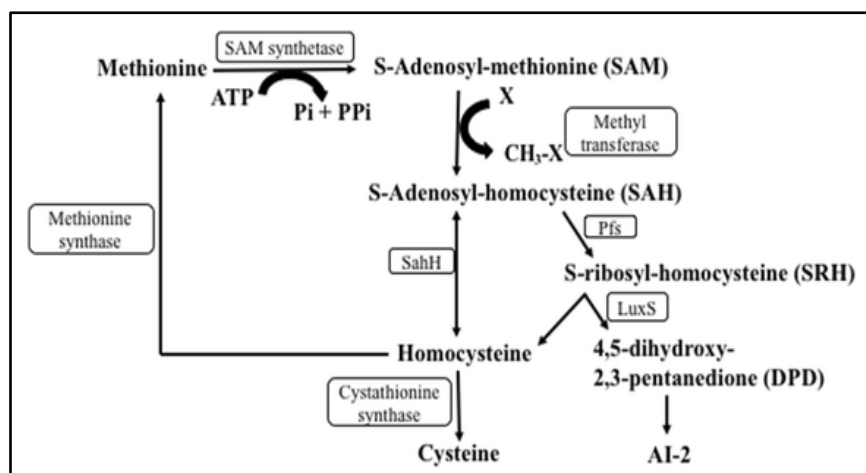 SAM synthetase
Methionine
S-Adenosyl-methionine (SAM)
ATP
Pi + PPi
X
CH₃-X
Methyl
transferase
S-Adenosyl-homocysteine (SAH)
Methionine
synthase
SahH
Pfs
S-ribosyl-homocysteine (SRH)
LuxS
Homocysteine
4,5-dihydroxy-
2,3-pentanedione (DPD)
Cystathionine
synthase
Cysteine
AI-2